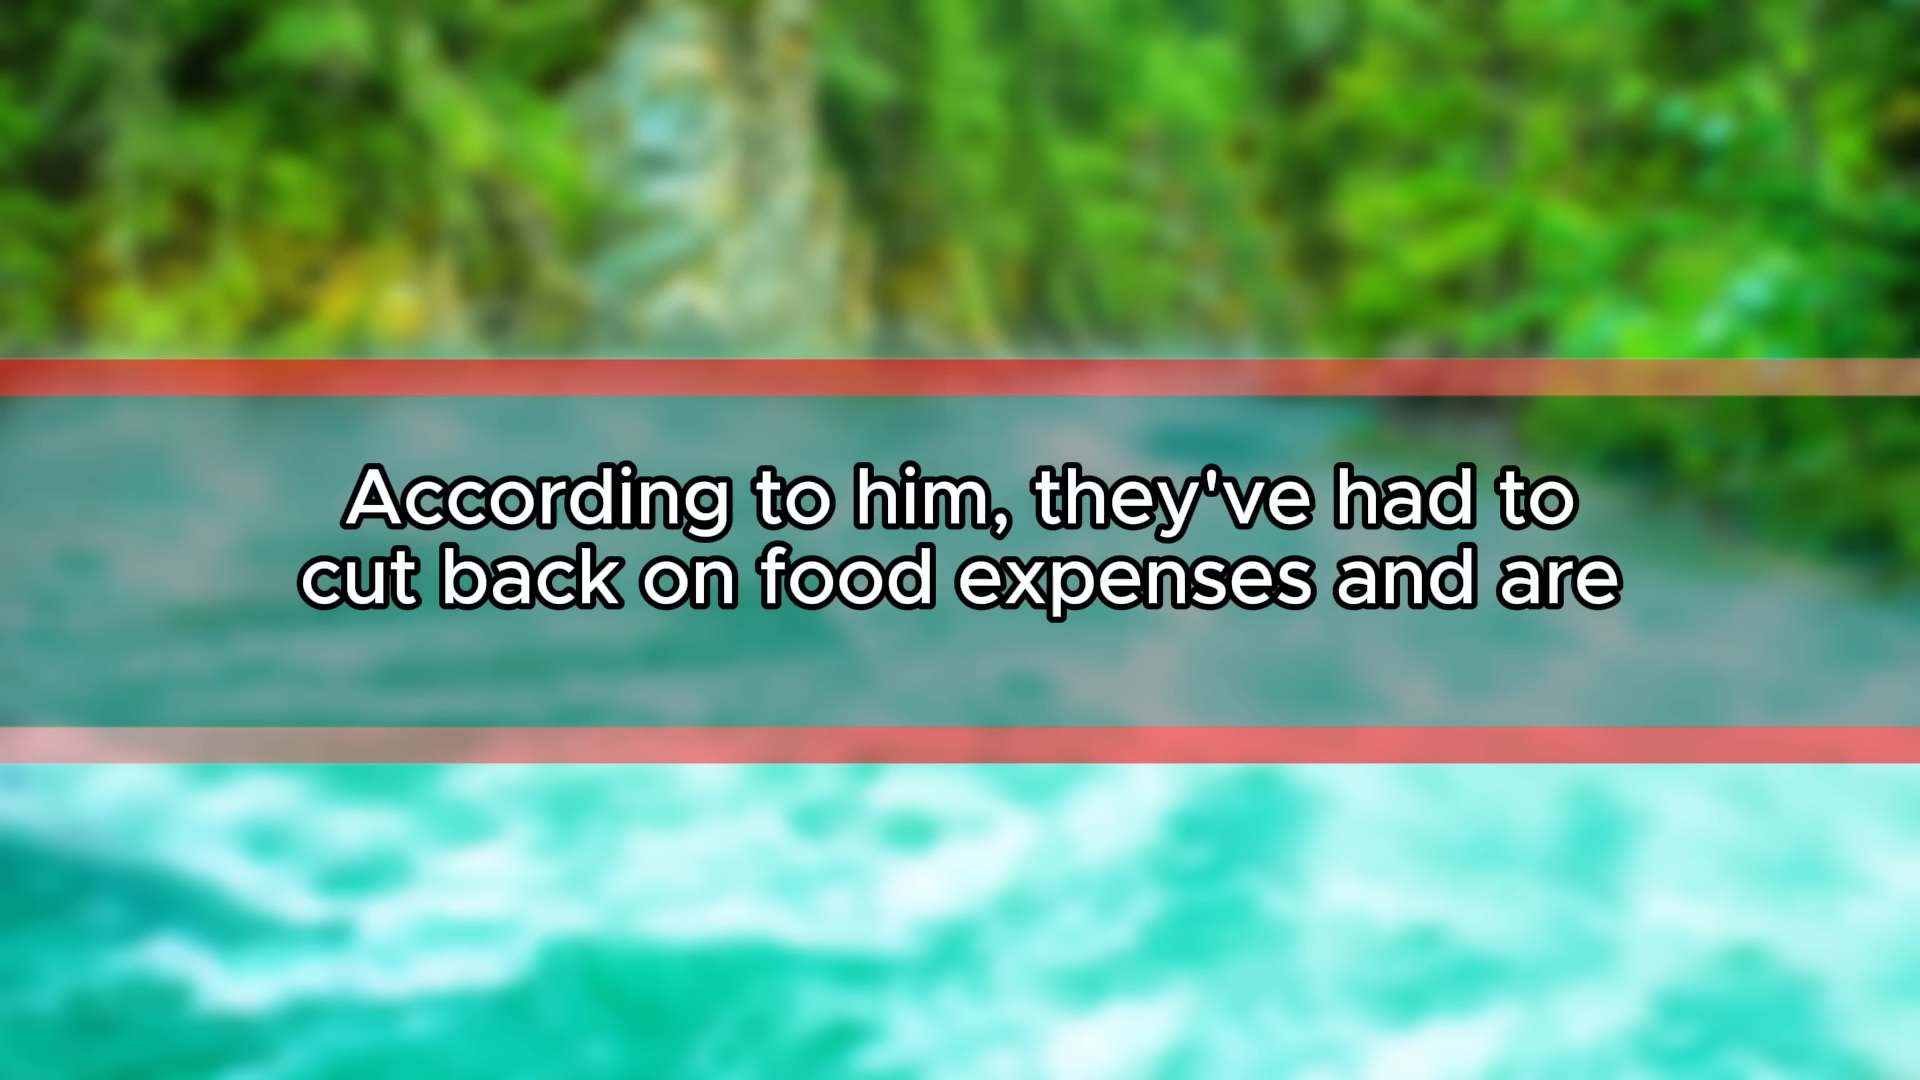 According to him, they've had to
cut back on food expenses and are